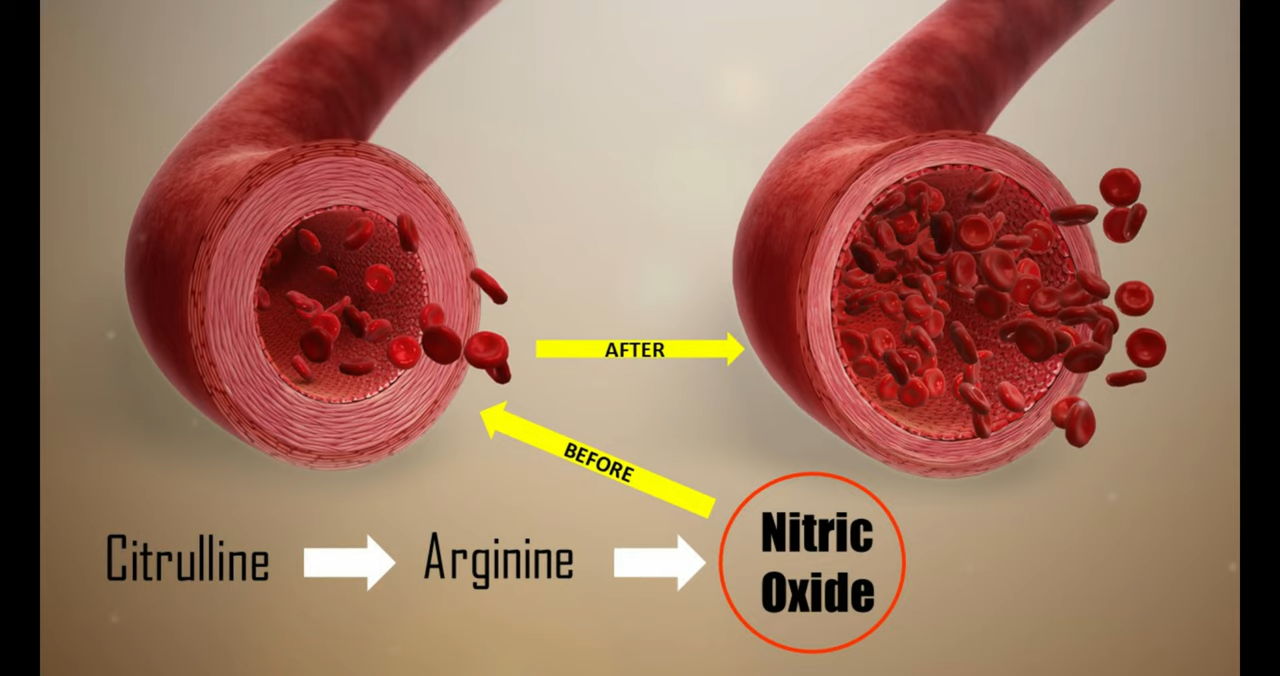 AFTER
BEFORE
Citrulline
Arginine
Nitric
Oxide